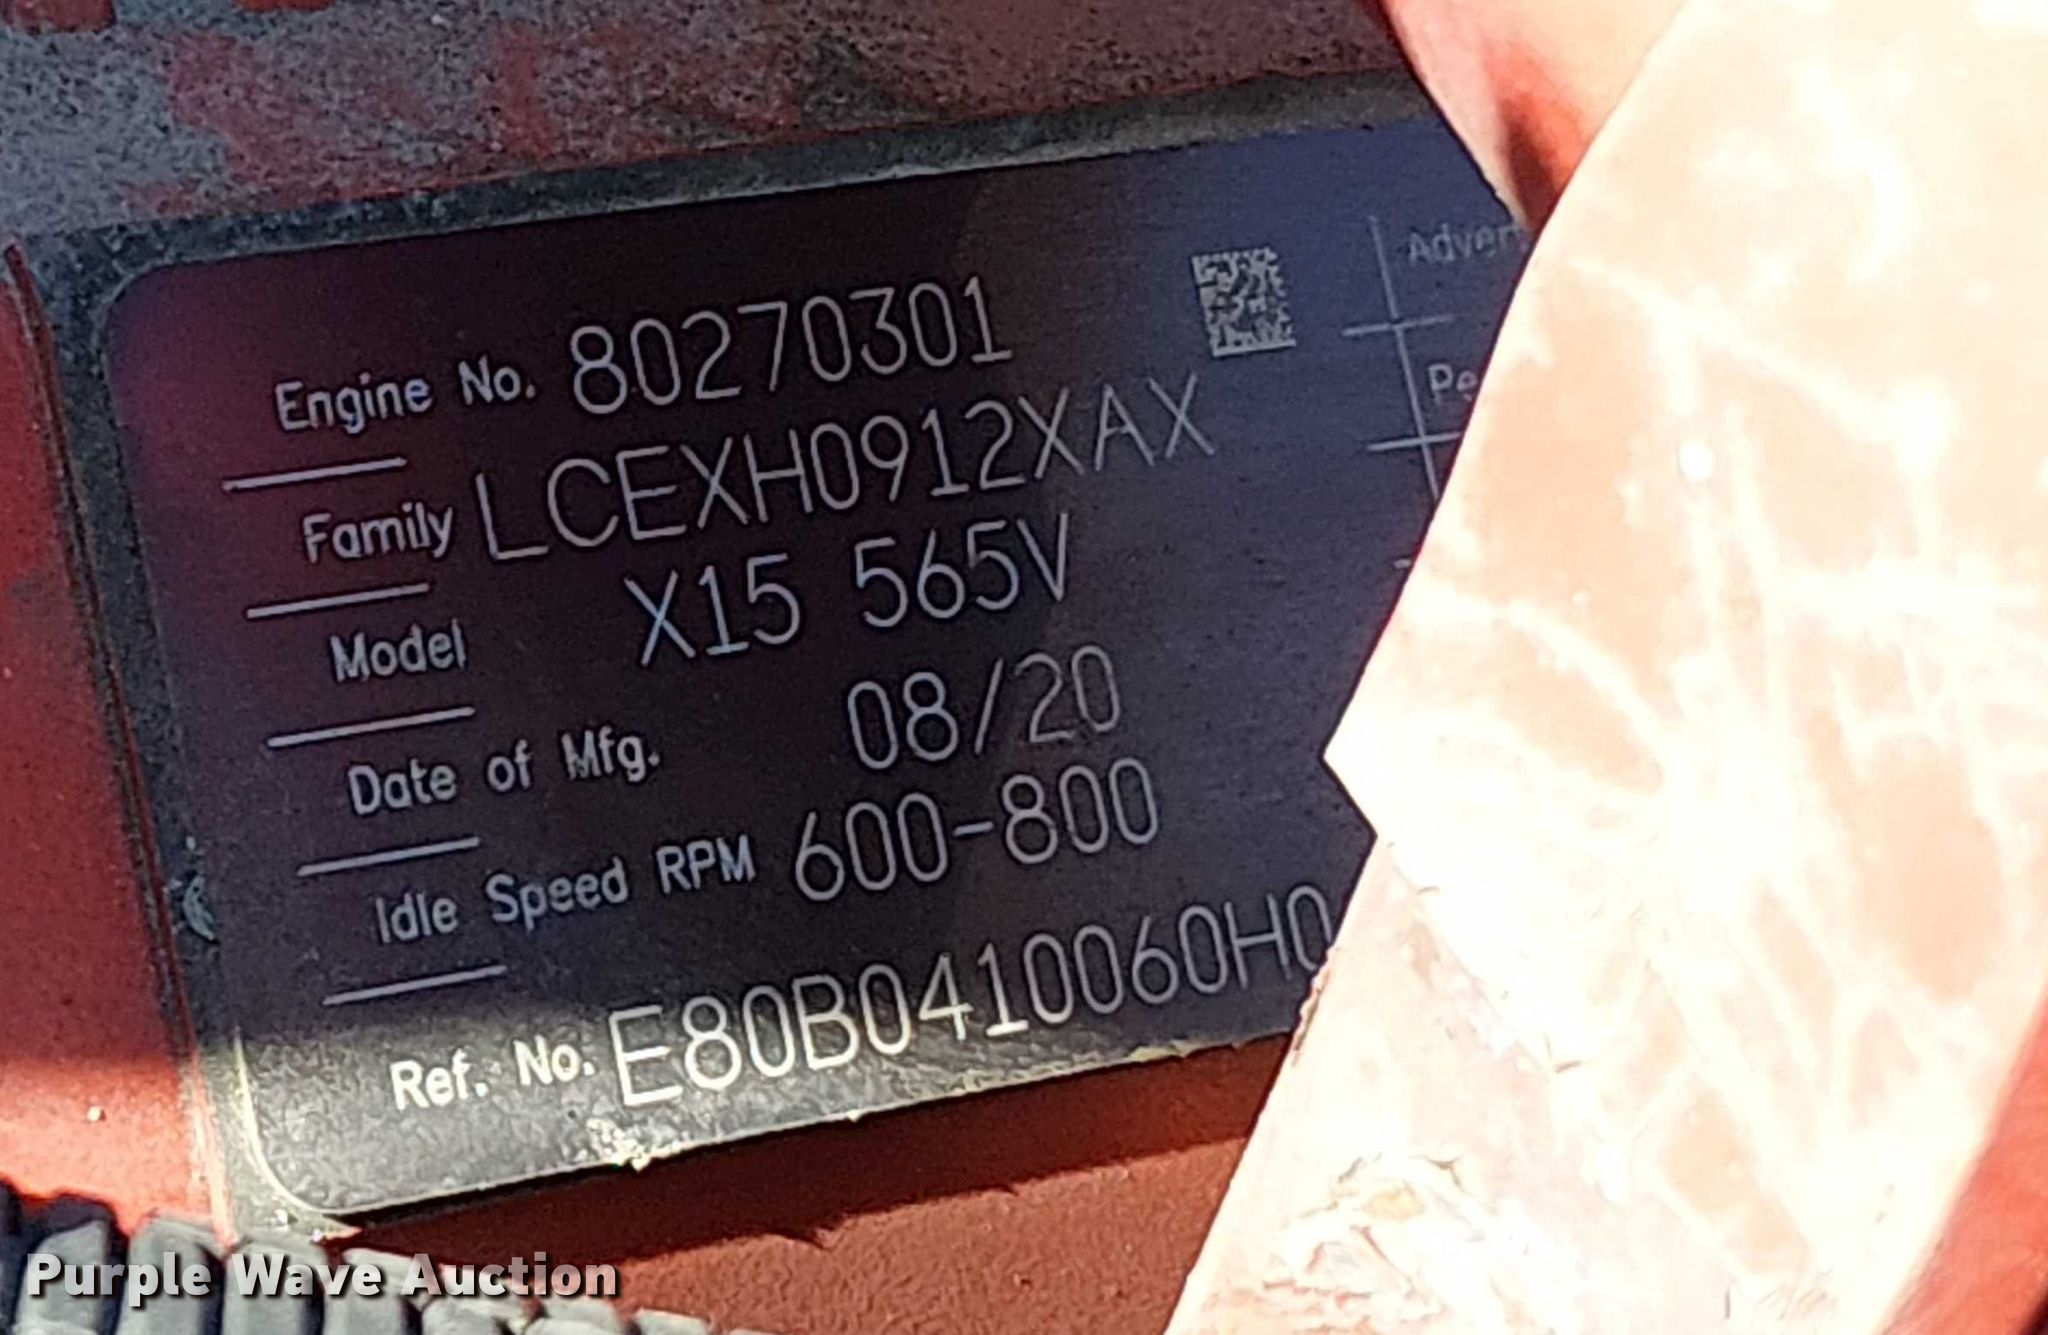 Engine No. 80270301
Family LCEXH0912XAX
Model X15 565V
Date of Mfg. 08/20
Idle Speed RPM 600-800
Ref. No. E80B0410060H0
Purple Wave Auction